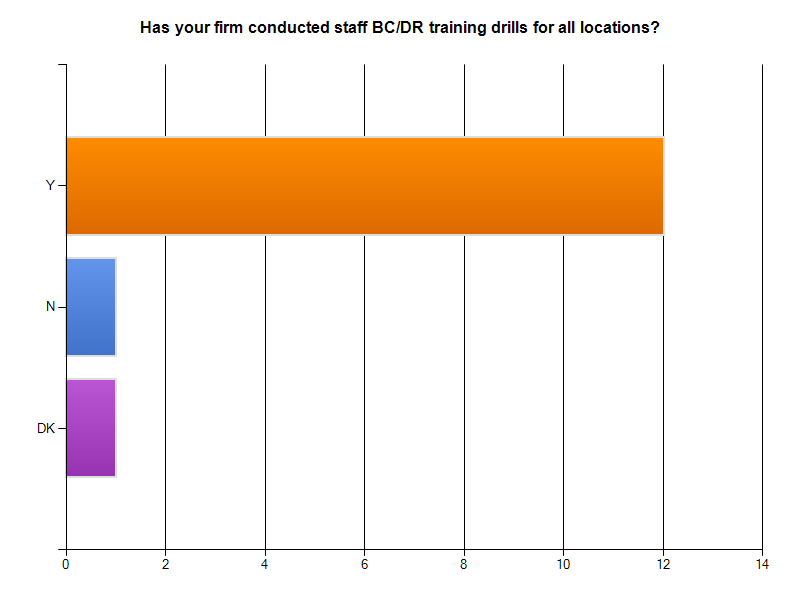 Has your firm conducted staff BC/DR training drills for all locations?
Y
N
DK
0 2 4 6 8 10 12 14